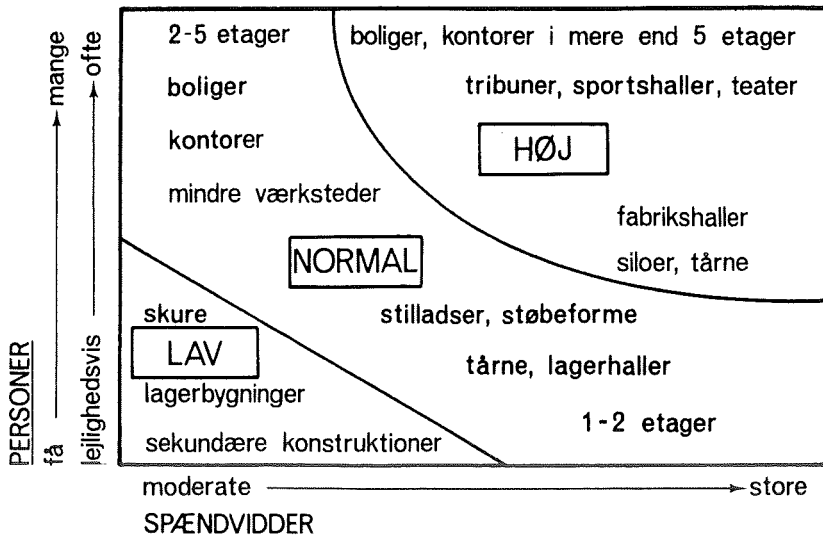 2-5 etager
boliger, kontorer i mere end 5 etager
boliger
tribuner, sportshaller, teater
kontorer
HØJ
mindre værksteder
fabrikshaller
NORMAL
siloer, tårne
skure
stilladser, støbeforme
LAV
tårne, lagerhaller
lagerbygninger
1-2 etager
sekundære konstruktioner
PERSONER
få mange
lejlighedsvis ofte
moderate store
SPÆNDVIDDER